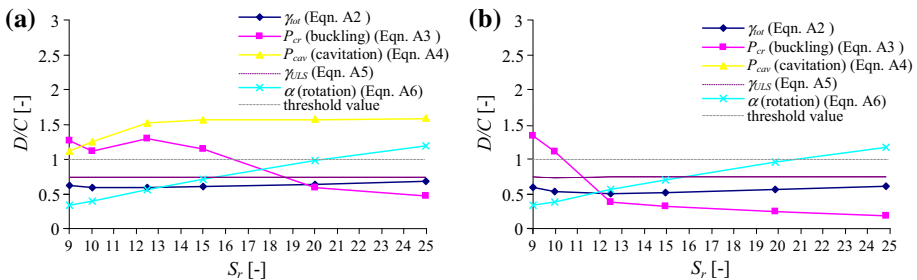 (a)
3
2.5
2
1.5
1
0.5
0
D/C [-]
γtot (Eqn. A2 )
Pcr (buckling) (Eqn. A3 )
Pcav (cavitation) (Eqn. A4)
γULS (Eqn. A5)
α (rotation) (Eqn. A6)
threshold value
9 10 11 12 13 14 15 16 17 18 19 20 21 22 23 24 25
Sr [-]
(b)
3
2.5
2
1.5
1
0.5
0
D/C [-]
γtot (Eqn. A2 )
Pcr (buckling) (Eqn. A3 )
γULS (Eqn. A5)
α (rotation) (Eqn. A6)
threshold value
9 10 11 12 13 14 15 16 17 18 19 20 21 22 23 24 25
Sr [-]